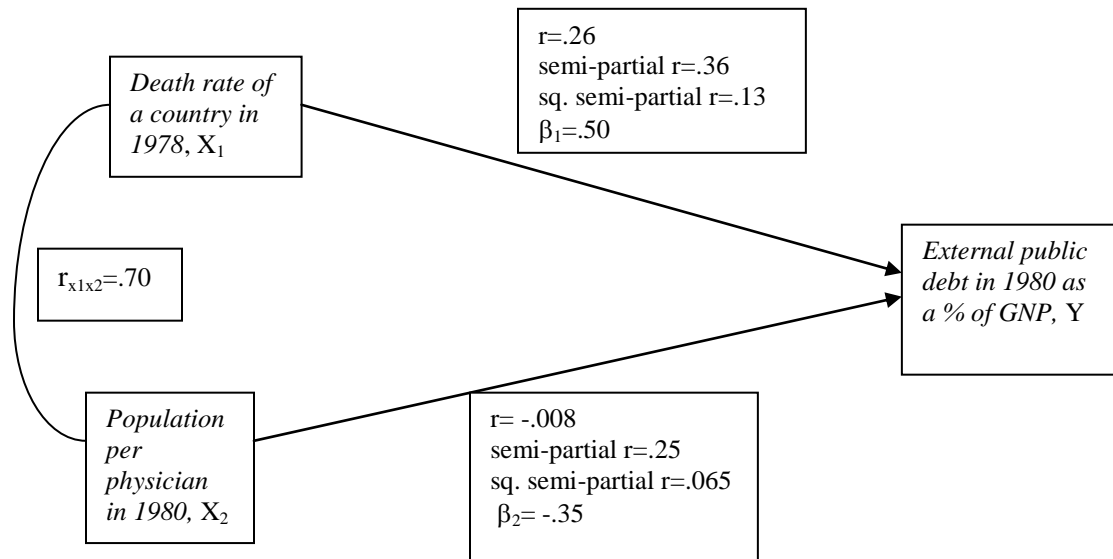 r=.26
semi-partial r=.36
sq. semi-partial r=.13
β₁=.50
Death rate of
a country in
1978, X₁
External public
debt in 1980 as
a % of GNP, Y
rₓ₁ₓ₂=.70
Population
per
physician
in 1980, X₂
r= -.008
semi-partial r=.25
sq. semi-partial r=.065
β₂= -.35